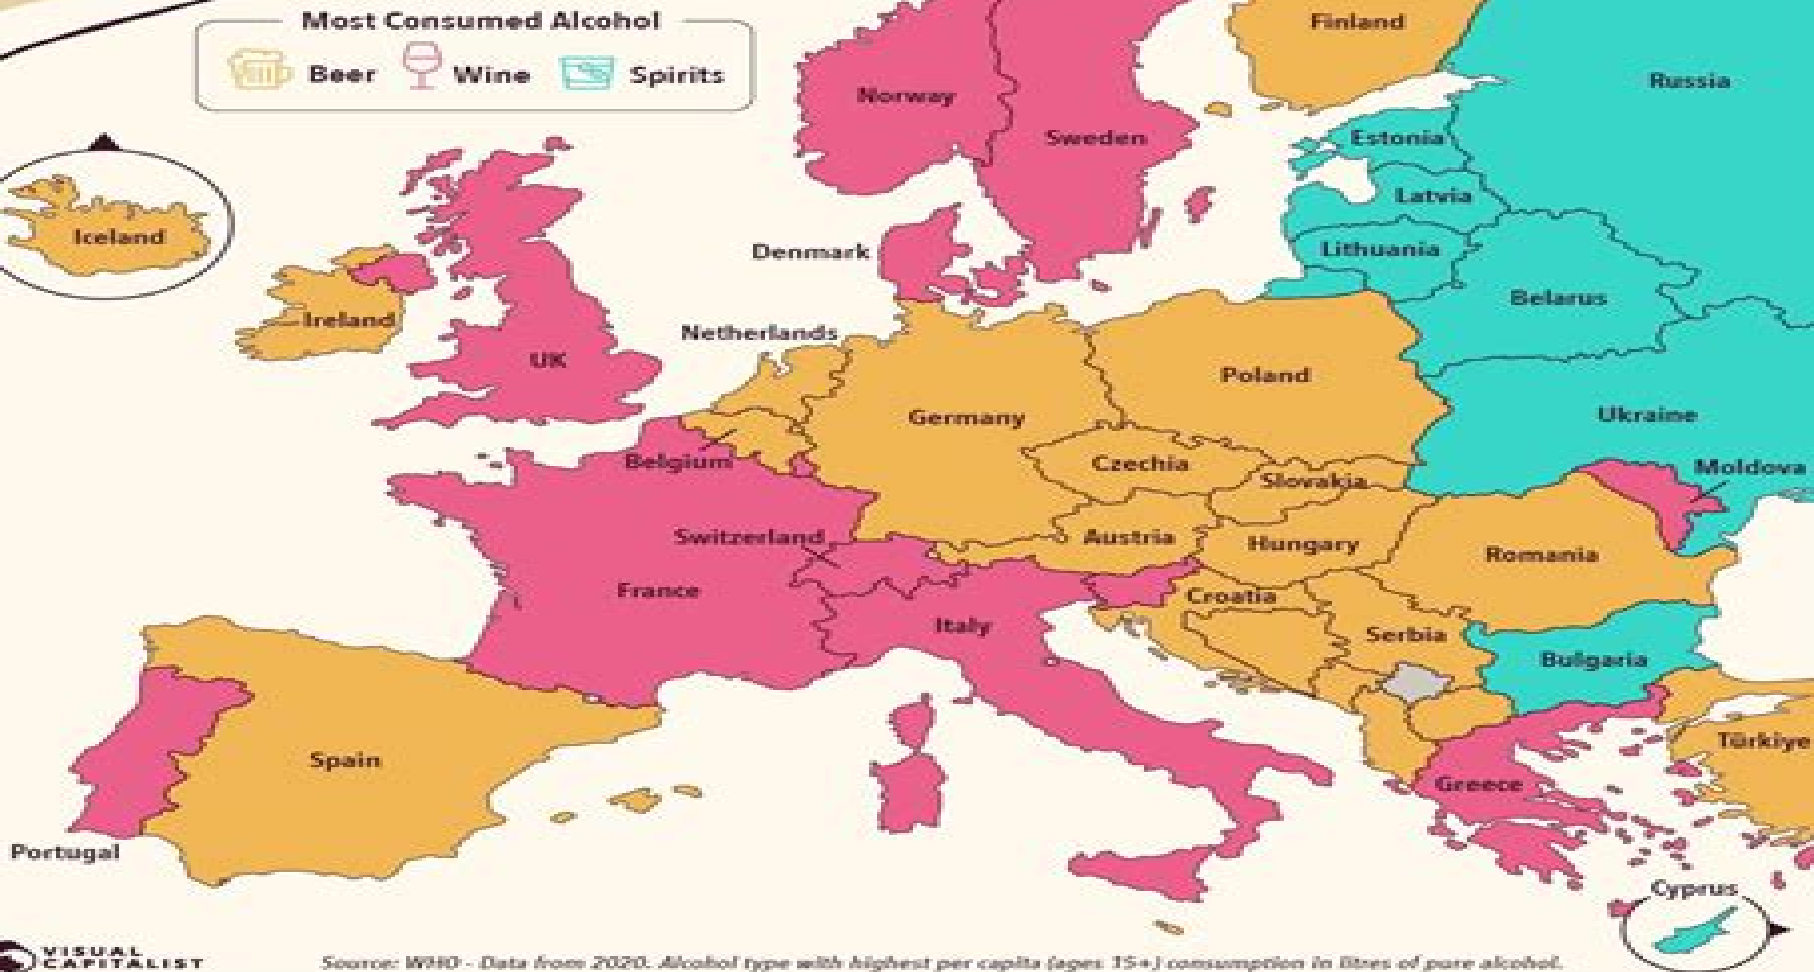 Most Consumed Alcohol
Beer
Wine
Spirits
Finland
Russia
Norway
Sweden
Estonia
Latvia
Iceland
Denmark
Lithuania
Belarus
Ireland
Netherlands
UK
Poland
Germany
Ukraine
Belgium
Czechia
Moldova
Slovakia
Switzerland
Austria
Hungary
Romania
France
Croatia
Italy
Serbia
Bulgaria
Spain
Türkiye
Greece
Portugal
Cyprus
VISUAL
CAPITALIST
Source: WHO - Data from 2020. Alcohol type with highest per capita (ages 15+) consumption in litres of pure alcohol.